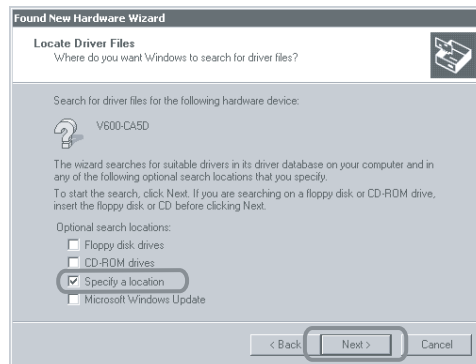 Found New Hardware Wizard
Locate Driver Files
Where do you want Windows to search for driver files?
Search for driver files for the following hardware device:
V600-CA5D
The wizard searches for suitable drivers in its driver database on your computer and in
any of the following optional search locations that you specify.
To start the search, click Next. If you are searching on a floppy disk or CD-ROM drive,
insert the floppy disk or CD before clicking Next.
Optional search locations:
Floppy disk drives
CD-ROM drives
Specify a location
Microsoft Windows Update
< Back Next > Cancel